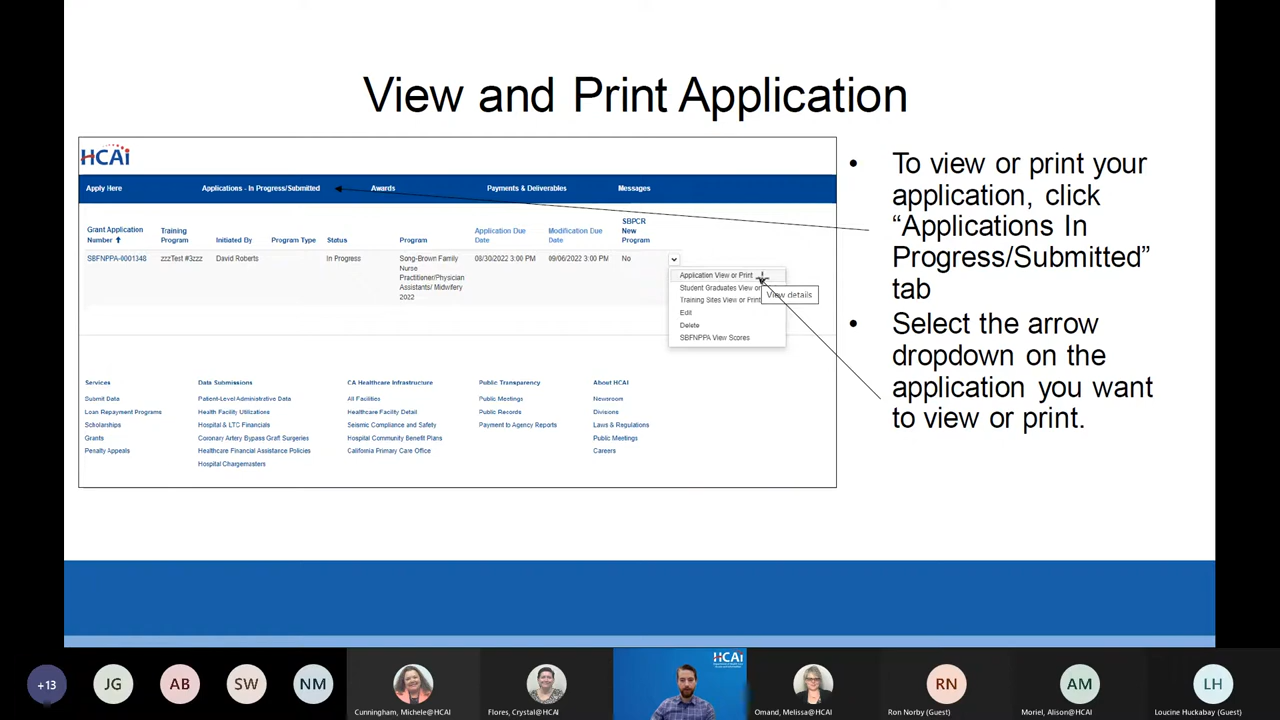 View and Print Application
HCAi
Apply Here
Applications - In Progress/Submitted
Awards
Payments & Deliverables
Messages
Grant Application
Number
Training
Program
Initiated By
Program Type
Status
Program
Application Due
Date
Modification Due
Date
SBPCR
New
Program
SBFNPPA-0001348
zzzTest #3zzz
David Roberts
In Progress
Song-Brown Family
Nurse
Practitioner/Physician
Assistants/ Midwifery
2022
08/30/2022 3:00 PM
09/06/2022 3:00 PM
No
Application View or Print
Student Graduates View or
Training Sites View or Print
Edit
Delete
SBFNPPA View Scores
View details
Services
Submit Data
Loan Repayment Programs
Scholarships
Grants
Penalty Appeals
Data Submissions
Patient-Level Administrative Data
Health Facility Utilizations
Hospital & LTC Financials
Coronary Artery Bypass Graft Surgeries
Healthcare Financial Assistance Policies
Hospital Chargemasters
CA Healthcare Infrastructure
All Facilities
Healthcare Facility Detail
Seismic Compliance and Safety
Hospital Community Benefit Plans
California Primary Care Office
Public Transparency
Public Meetings
Public Records
Payment to Agency Reports
About HCAI
Newsroom
Divisions
Laws & Regulations
Public Meetings
Careers
• To view or print your
application, click
“Applications In
Progress/Submitted”
tab
• Select the arrow
dropdown on the
application you want
to view or print.
+13
JG
AB
SW
NM
Cunningham, Michele@HCAI
Flores, Crystal@HCAI
HCAi
Omand, Melissa@HCAI
RN
Ron Norby (Guest)
AM
Moriel, Alison@HCAI
LH
Loucine Huckabay (Guest)